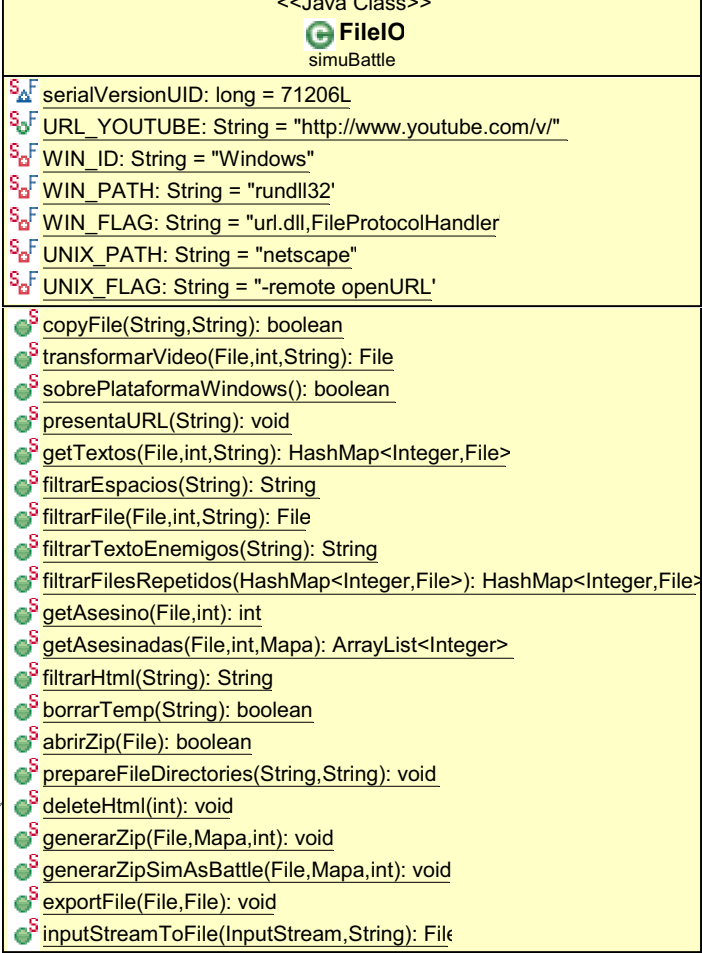 <<Java Class>>
C FileIO
simuBattle
S F serialVersionUID: long = 71206L
S F URL_YOUTUBE: String = "http://www.youtube.com/v/"
S F WIN_ID: String = "Windows"
S F WIN_PATH: String = "rundll32'
S F WIN_FLAG: String = "url.dll,FileProtocolHandler
S F UNIX_PATH: String = "netscape"
S F UNIX_FLAG: String = "-remote openURL'
S copyFile(String,String): boolean
S transformarVideo(File,int,String): File
S sobrePlataformaWindows(): boolean
S presentaURL(String): void
S getTextos(File,int,String): HashMap<Integer,File>
S filtrarEspacios(String): String
S filtrarFile(File,int,String): File
S filtrarTextoEnemigos(String): String
S filtrarFilesRepetidos(HashMap<Integer,File>): HashMap<Integer,File>
S getAsesino(File,int): int
S getAsesinadas(File,int,Mapa): ArrayList<Integer>
S filtrarHtml(String): String
S borrarTemp(String): boolean
S abrirZip(File): boolean
S prepareFileDirectories(String,String): void
S deleteHtml(int): void
S generarZip(File,Mapa,int): void
S generarZipSimAsBattle(File,Mapa,int): void
S exportFile(File,File): void
S inputStreamToFile(InputStream,String): File